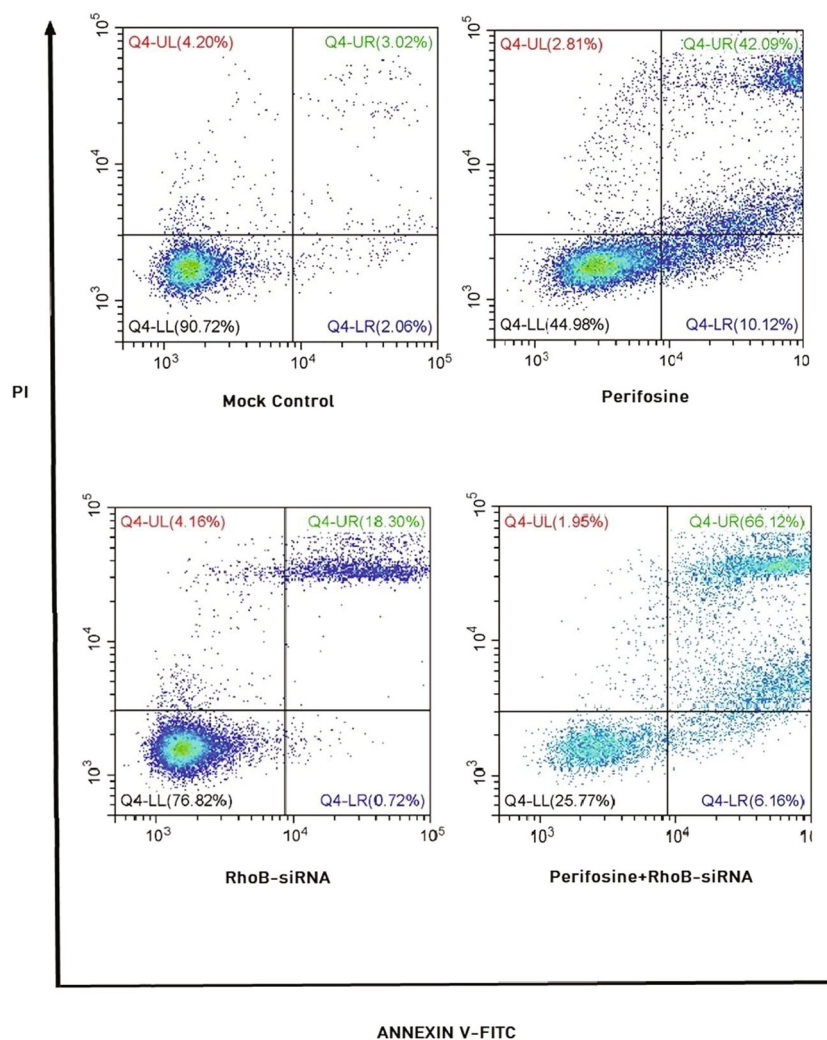 Q4-UL(4.20%) Q4-UR(3.02%)
10^5
10^4
10^3
Q4-LL(90.72%) Q4-LR(2.06%)
10^3 10^4 10^5
Mock Control
Q4-UL(2.81%) Q4-UR(42.09%)
10^5
10^4
10^3
Q4-LL(44.98%) Q4-LR(10.12%)
10^3 10^4 10
Perifosine
PI
Q4-UL(4.16%) Q4-UR(18.30%)
10^5
10^4
10^3
Q4-LL(76.82%) Q4-LR(0.72%)
10^3 10^4 10^5
RhoB-siRNA
Q4-UL(1.95%) Q4-UR(66.12%)
10^5
10^4
10^3
Q4-LL(25.77%) Q4-LR(6.16%)
10^3 10^4
Perifosine+RhoB-siRNA
ANNEXIN V-FITC